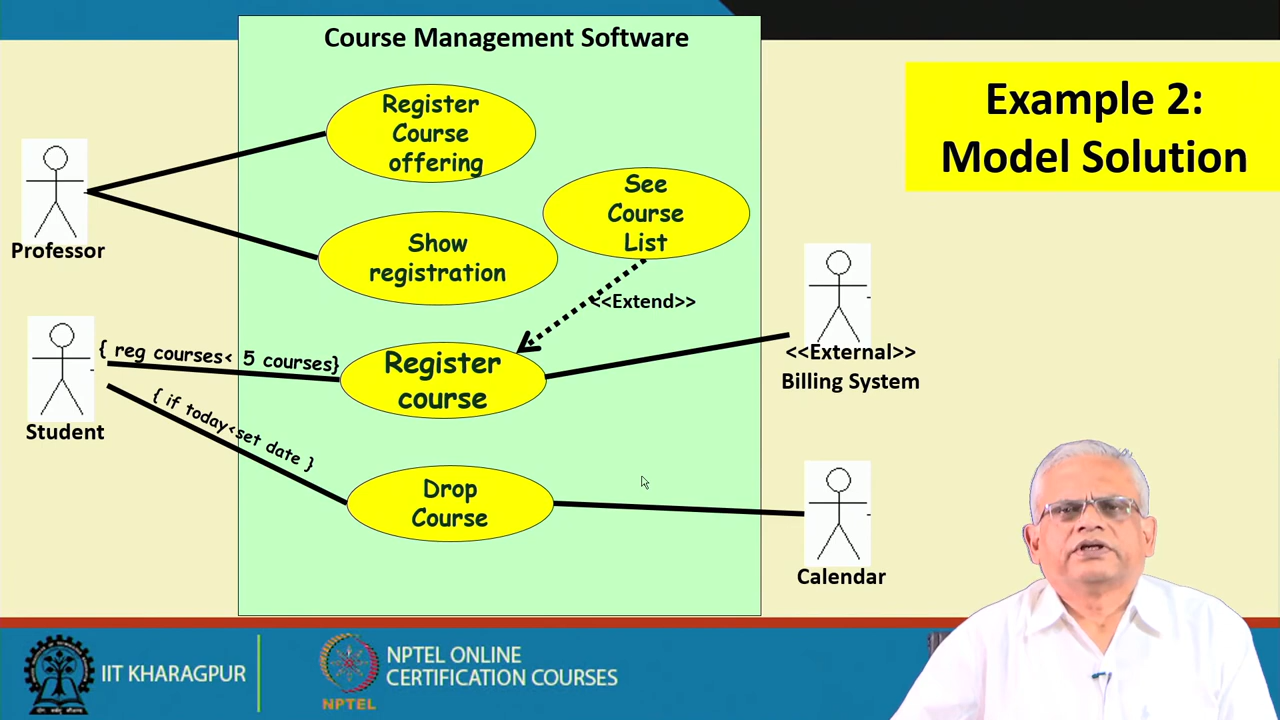 Course Management Software
Example 2:
Model Solution
Register
Course
offering
See
Course
List
Show
registration
Professor
<<Extend>>
{ reg courses< 5 courses}
Register
course
<<External>>
Billing System
Student
{ if today<set date }
Drop
Course
Calendar
IIT KHARAGPUR
NPTEL
NPTEL ONLINE
CERTIFICATION COURSES